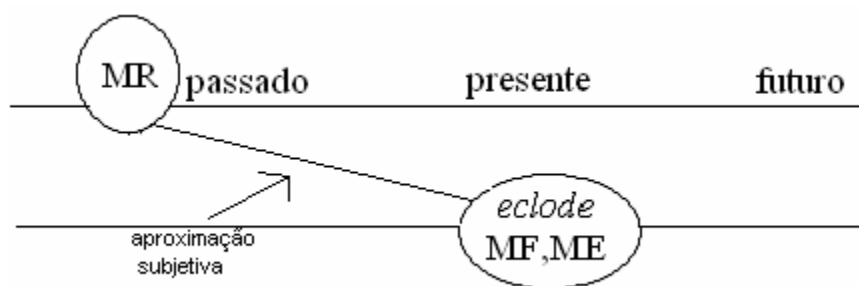 MR passado presente futuro
eclode
MF,ME
aproximação
subjetiva